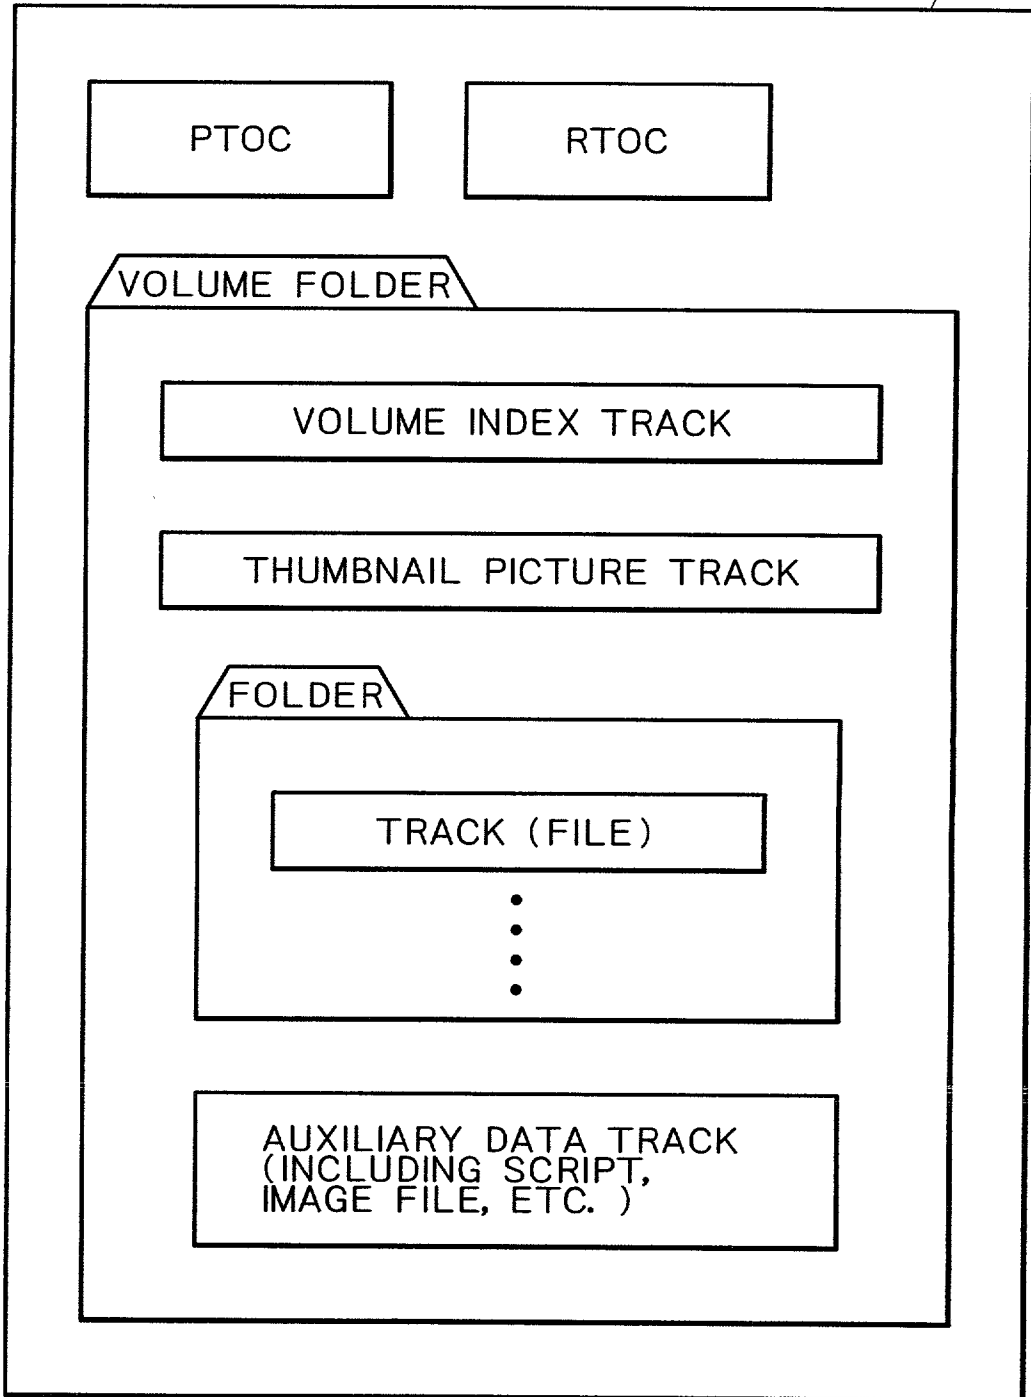 PTOC
RTOC
VOLUME FOLDER
VOLUME INDEX TRACK
THUMBNAIL PICTURE TRACK
FOLDER
TRACK (FILE)
AUXILIARY DATA TRACK
(INCLUDING SCRIPT,
IMAGE FILE, ETC. )